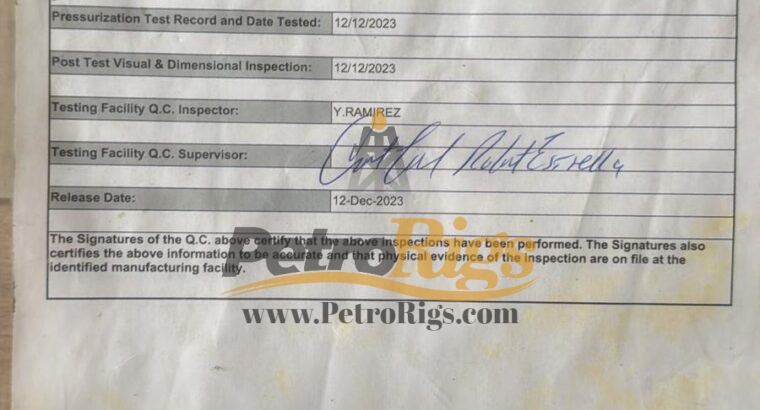 Pressurization Test Record and Date Tested: 12/12/2023
Post Test Visual & Dimensional Inspection: 12/12/2023
Testing Facility Q.C. Inspector: Y.RAMIREZ
Testing Facility Q.C. Supervisor:
Release Date: 12-Dec-2023
The Signatures of the Q.C. above certify that the above inspections have been performed. The Signatures also
certifies the above information to be accurate and that physical evidence of the inspection are on file at the
identified manufacturing facility.
PetroRigs
www.PetroRigs.com